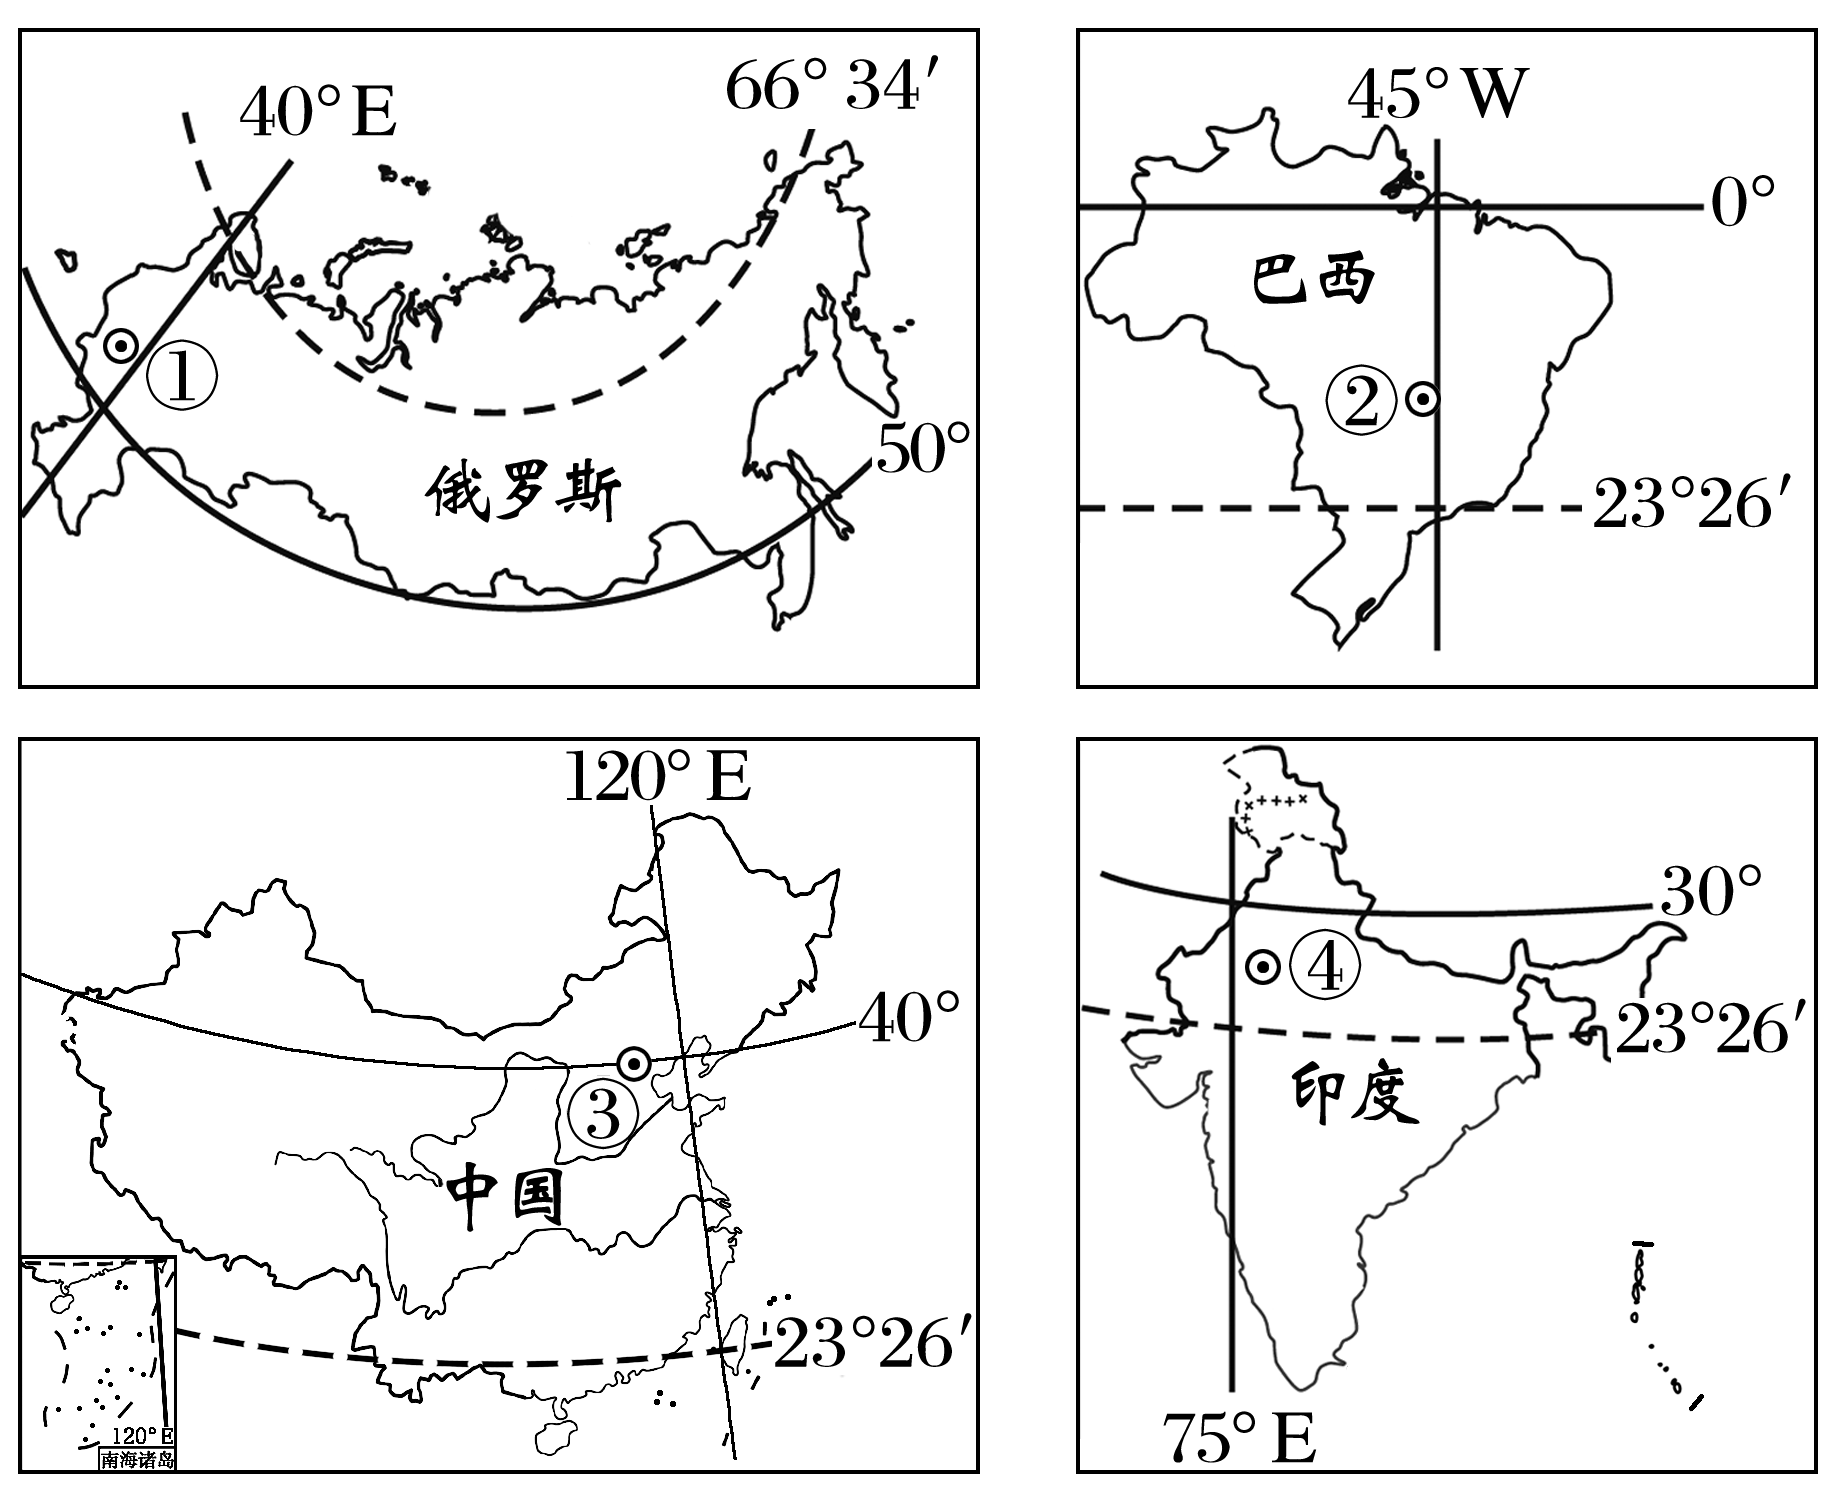 40°E
66°34′
①
俄罗斯
50°
45°W
0°
巴西
②
23°26′
120°E
40°
③
中国
23°26′
120°E
南海诸岛
30°
④
23°26′
印度
75°E